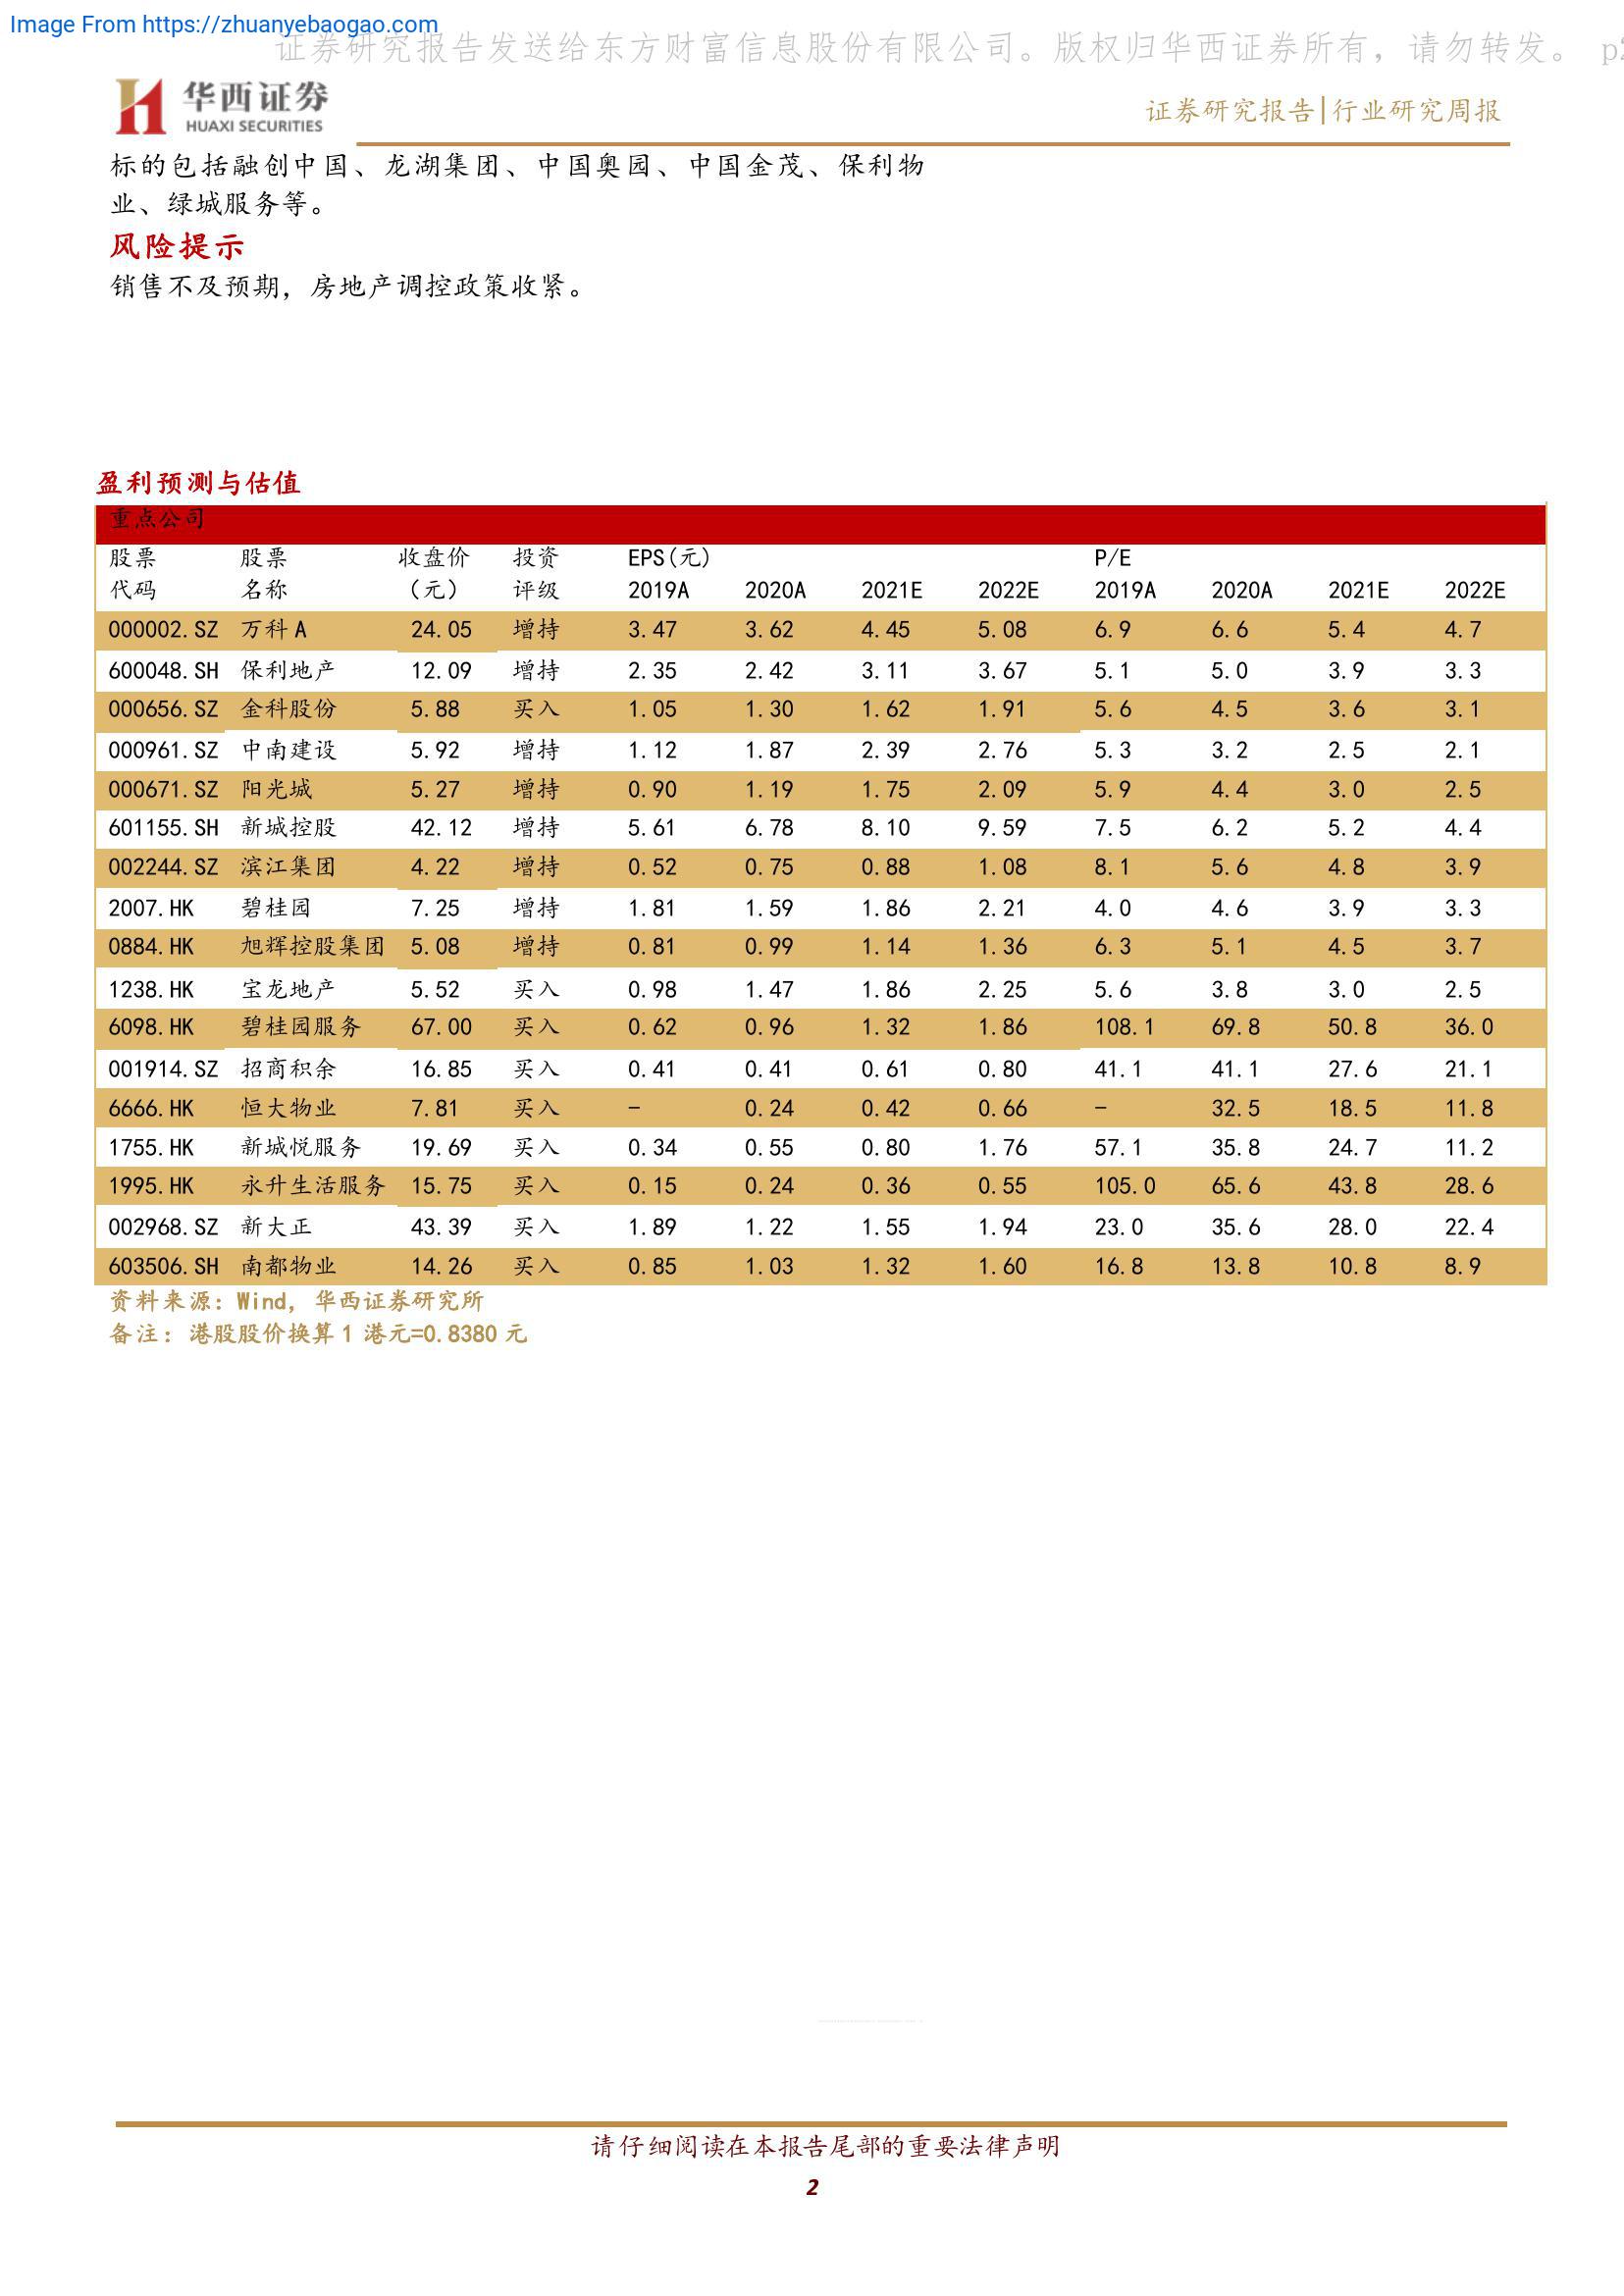 Image From https://zhuanyebaogao.com
证券研究报告发送给东方财富信息股份有限公司。版权归华西证券所有，请勿转发。 p2
华西证券
HUAXI SECURITIES
证券研究报告|行业研究周报
标的包括融创中国、龙湖集团、中国奥园、中国金茂、保利物
业、绿城服务等。
风险提示
销售不及预期，房地产调控政策收紧。
盈利预测与估值
重点公司
股票 股票 收盘价 投资 EPS(元) P/E
代码 名称 （元） 评级 2019A 2020A 2021E 2022E 2019A 2020A 2021E 2022E
000002.SZ 万科A 24.05 增持 3.47 3.62 4.45 5.08 6.9 6.6 5.4 4.7
600048.SH 保利地产 12.09 增持 2.35 2.42 3.11 3.67 5.1 5.0 3.9 3.3
000656.SZ 金科股份 5.88 买入 1.05 1.30 1.62 1.91 5.6 4.5 3.6 3.1
000961.SZ 中南建设 5.92 增持 1.12 1.87 2.39 2.76 5.3 3.2 2.5 2.1
000671.SZ 阳光城 5.27 增持 0.90 1.19 1.75 2.09 5.9 4.4 3.0 2.5
601155.SH 新城控股 42.12 增持 5.61 6.78 8.10 9.59 7.5 6.2 5.2 4.4
002244.SZ 滨江集团 4.22 增持 0.52 0.75 0.88 1.08 8.1 5.6 4.8 3.9
2007.HK 碧桂园 7.25 增持 1.81 1.59 1.86 2.21 4.0 4.6 3.9 3.3
0884.HK 旭辉控股集团 5.08 增持 0.81 0.99 1.14 1.36 6.3 5.1 4.5 3.7
1238.HK 宝龙地产 5.52 买入 0.98 1.47 1.86 2.25 5.6 3.8 3.0 2.5
6098.HK 碧桂园服务 67.00 买入 0.62 0.96 1.32 1.86 108.1 69.8 50.8 36.0
001914.SZ 招商积余 16.85 买入 0.41 0.41 0.61 0.80 41.1 41.1 27.6 21.1
6666.HK 恒大物业 7.81 买入 - 0.24 0.42 0.66 - 32.5 18.5 11.8
1755.HK 新城悦服务 19.69 买入 0.34 0.55 0.80 1.76 57.1 35.8 24.7 11.2
1995.HK 永升生活服务 15.75 买入 0.15 0.24 0.36 0.55 105.0 65.6 43.8 28.6
002968.SZ 新大正 43.39 买入 1.89 1.22 1.55 1.94 23.0 35.6 28.0 22.4
603506.SH 南都物业 14.26 买入 0.85 1.03 1.32 1.60 16.8 13.8 10.8 8.9
资料来源：Wind，华西证券研究所
备注：港股股价换算1 港元=0.8380 元
请仔细阅读在本报告尾部的重要法律声明
2